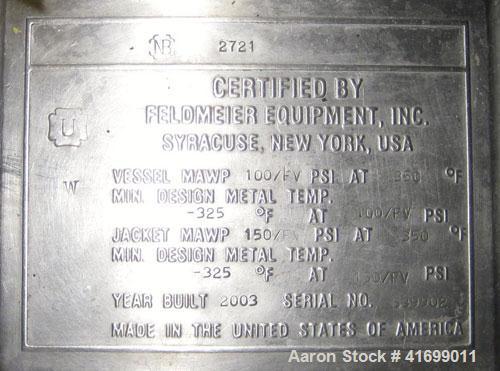 NB 2721
CERTIFIED BY
FELDMEIER EQUIPMENT, INC.
SYRACUSE, NEW YORK, USA
U
W
VESSEL MAWP 100/FV PSI AT 350 °F
MIN. DESIGN METAL TEMP.
-325 °F AT 100/FV PSI
JACKET MAWP 150/FV PSI AT 350 °F
MIN. DESIGN METAL TEMP.
-325 °F AT 150/FV PSI
YEAR BUILT 2003 SERIAL NO.
MADE IN THE UNITED STATES OF AMERICA
Aaron Stock # 41699011